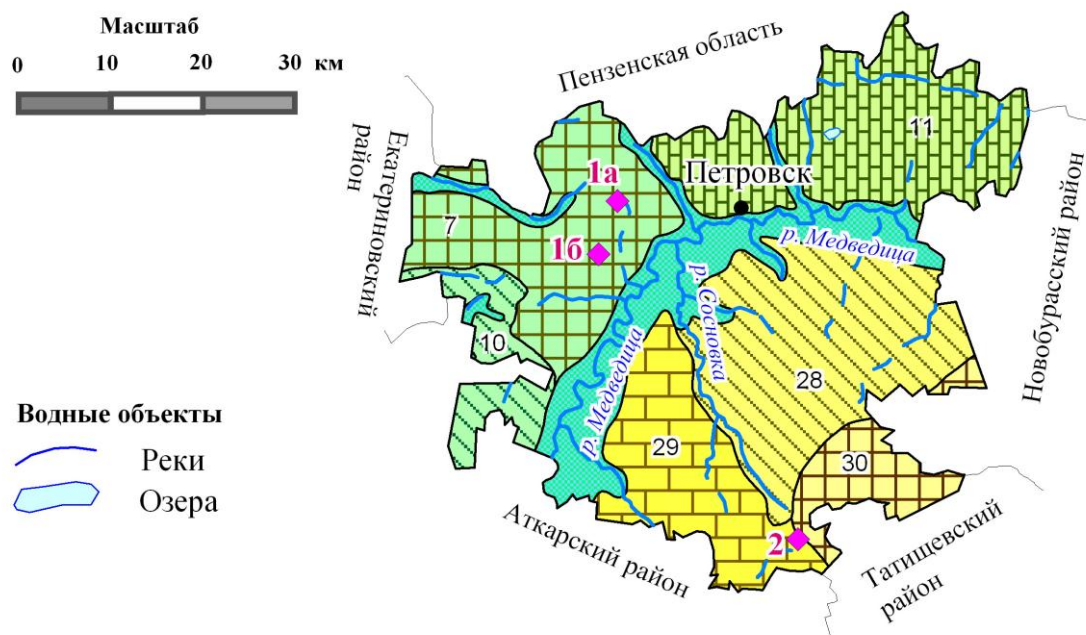 Масштаб
0 10 20 30 км
Пензенская область
Екатериновский
район
1а
Петровск
11
7
1б
р. Медведица
р. Сосновка
Новобурасский район
10
р. Медведица
28
29
30
Водные объекты
Реки
Озера
Аткарский район
2
Татищевский
район